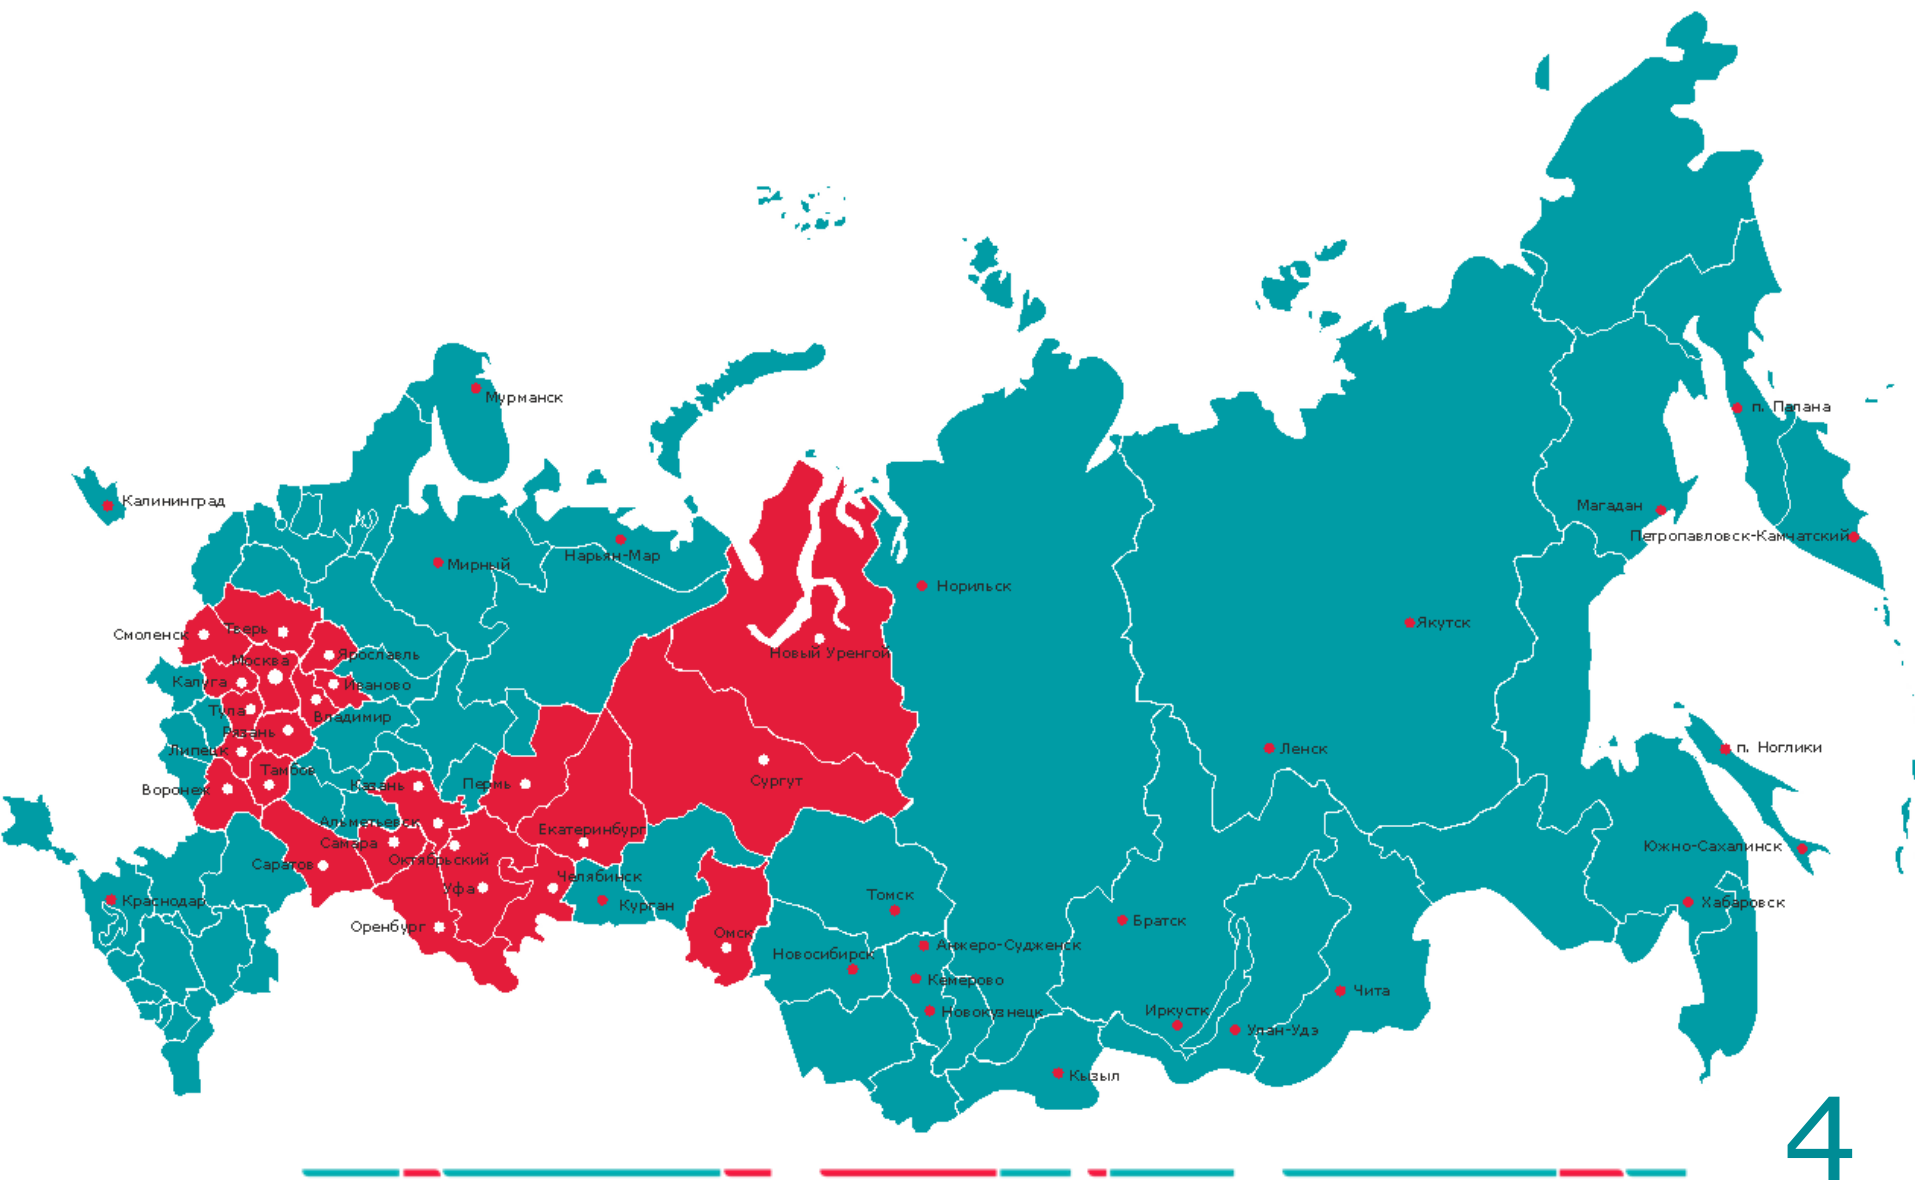 Мурманск
п. Палана
Калининград
Магадан
Петропавловск-Камчатский
Мирный
Нарьян-Мар
Норильск
Якутск
Смоленск
Тверь
Ярославль
Москва
Новый Уренгой
Калуга
Иваново
Тула
Владимир
Рязань
Липецк
Ленск
п. Ноглики
Тамбов
Сургут
Воронеж
Казань
Пермь
Альметьевск
Екатеринбург
Самара
Южно-Сахалинск
Октябрьский
Саратов
Челябинск
Уфа
Томск
Краснодар
Курган
Хабаровск
Братск
Оренбург
Омск
Анжеро-Судженск
Новосибирск
Кемерово
Чита
Новокузнецк
Иркустк
Улан-Удэ
Кызыл
4